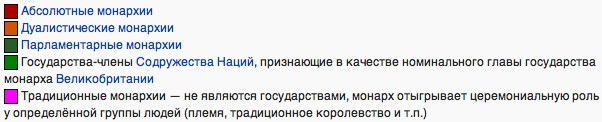 Абсолютные монархии
Дуалистические монархии
Парламентарные монархии
Государства-члены Содружества Наций, признающие в качестве номинального главы государства
монарха Великобритании
Традиционные монархии — не являются государствами, монарх отыгрывает церемониальную роль
у определённой группы людей (племя, традиционное королевство и т.п.)